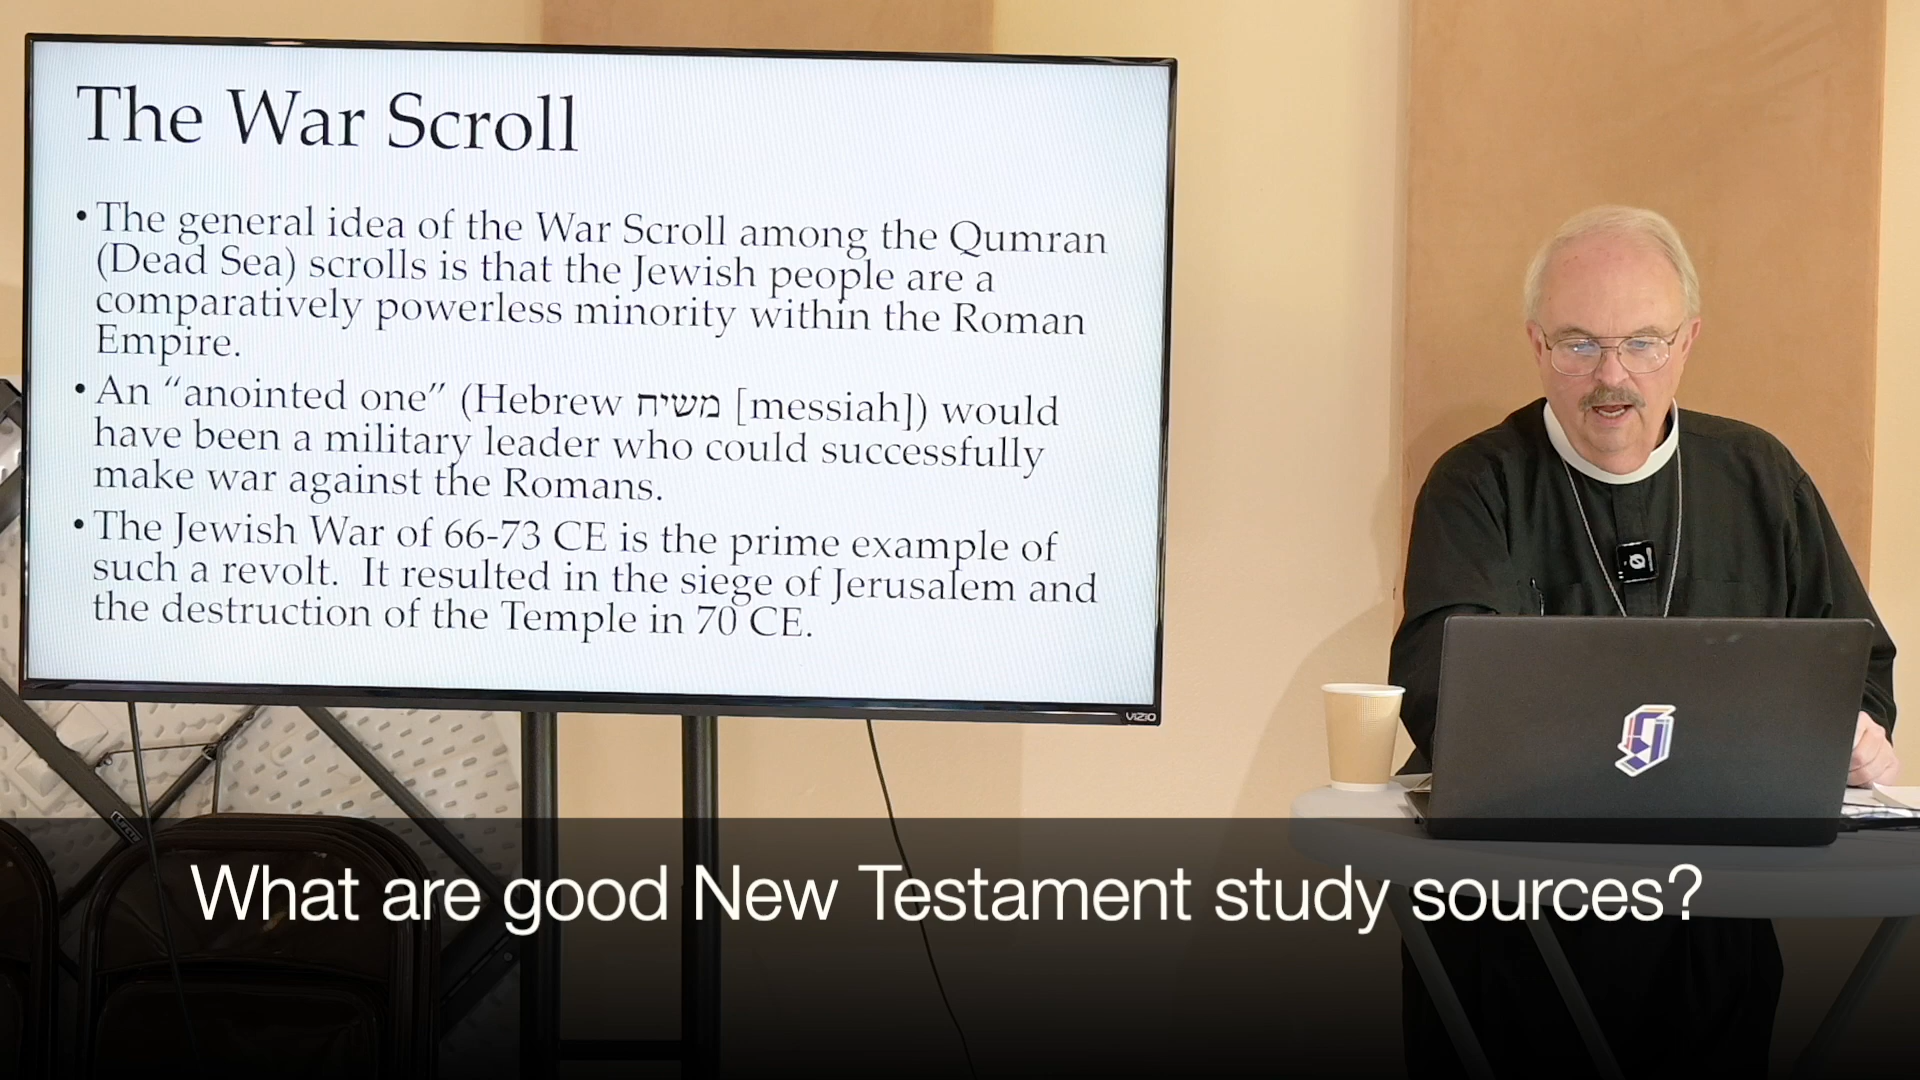 The War Scroll
• The general idea of the War Scroll among the Qumran
(Dead Sea) scrolls is that the Jewish people are a
comparatively powerless minority within the Roman
Empire.
• An “anointed one” (Hebrew משיח [messiah]) would
have been a military leader who could successfully
make war against the Romans.
• The Jewish War of 66-73 CE is the prime example of
such a revolt. It resulted in the siege of Jerusalem and
the destruction of the Temple in 70 CE.
VIZIO
LIFETIME
What are good New Testament study sources?